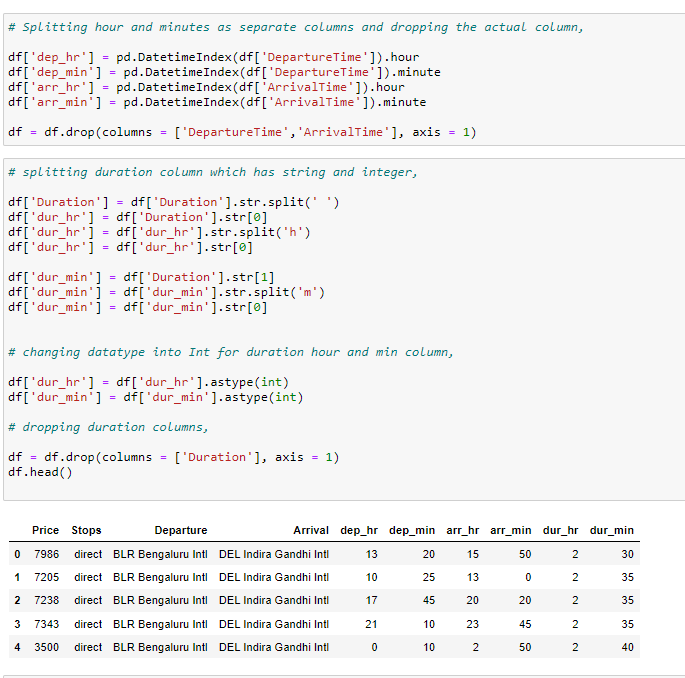 # Splitting hour and minutes as separate columns and dropping the actual column,
df['dep_hr'] = pd.DatetimeIndex(df['DepartureTime']).hour
df['dep_min'] = pd.DatetimeIndex(df['DepartureTime']).minute
df['arr_hr'] = pd.DatetimeIndex(df['ArrivalTime']).hour
df['arr_min'] = pd.DatetimeIndex(df['ArrivalTime']).minute
df = df.drop(columns = ['DepartureTime','ArrivalTime'], axis = 1)
# splitting duration column which has string and integer,
df['Duration'] = df['Duration'].str.split(' ')
df['dur_hr'] = df['Duration'].str[0]
df['dur_hr'] = df['dur_hr'].str.split('h')
df['dur_hr'] = df['dur_hr'].str[0]
df['dur_min'] = df['Duration'].str[1]
df['dur_min'] = df['dur_min'].str.split('m')
df['dur_min'] = df['dur_min'].str[0]
# changing datatype into Int for duration hour and min column,
df['dur_hr'] = df['dur_hr'].astype(int)
df['dur_min'] = df['dur_min'].astype(int)
# dropping duration columns,
df = df.drop(columns = ['Duration'], axis = 1)
df.head()
Price Stops Departure Arrival dep_hr dep_min arr_hr arr_min dur_hr dur_min
0 7986 direct BLR Bengaluru Intl DEL Indira Gandhi Intl 13 20 15 50 2 30
1 7205 direct BLR Bengaluru Intl DEL Indira Gandhi Intl 10 25 13 0 2 35
2 7238 direct BLR Bengaluru Intl DEL Indira Gandhi Intl 17 45 20 20 2 35
3 7343 direct BLR Bengaluru Intl DEL Indira Gandhi Intl 21 10 23 45 2 35
4 3500 direct BLR Bengaluru Intl DEL Indira Gandhi Intl 0 10 2 50 2 40